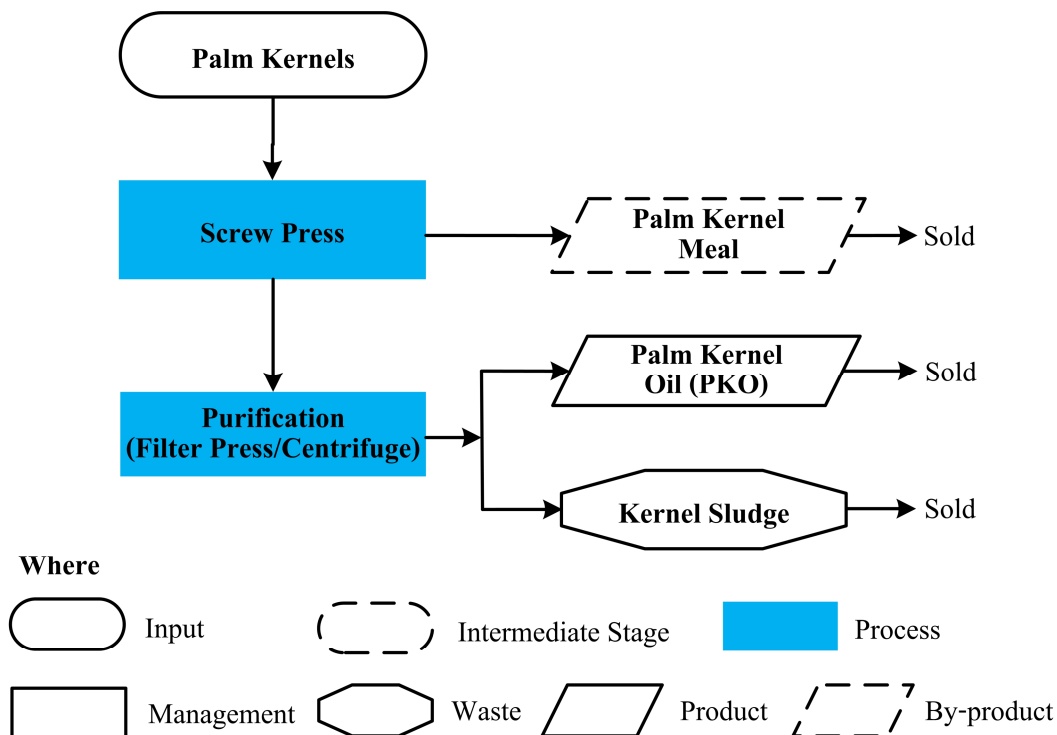 Palm Kernels
Screw Press
Palm Kernel
Meal
Sold
Purification
(Filter Press/Centrifuge)
Palm Kernel
Oil (PKO)
Sold
Kernel Sludge
Sold
Where
Input
Intermediate Stage
Process
Management
Waste
Product
By-product